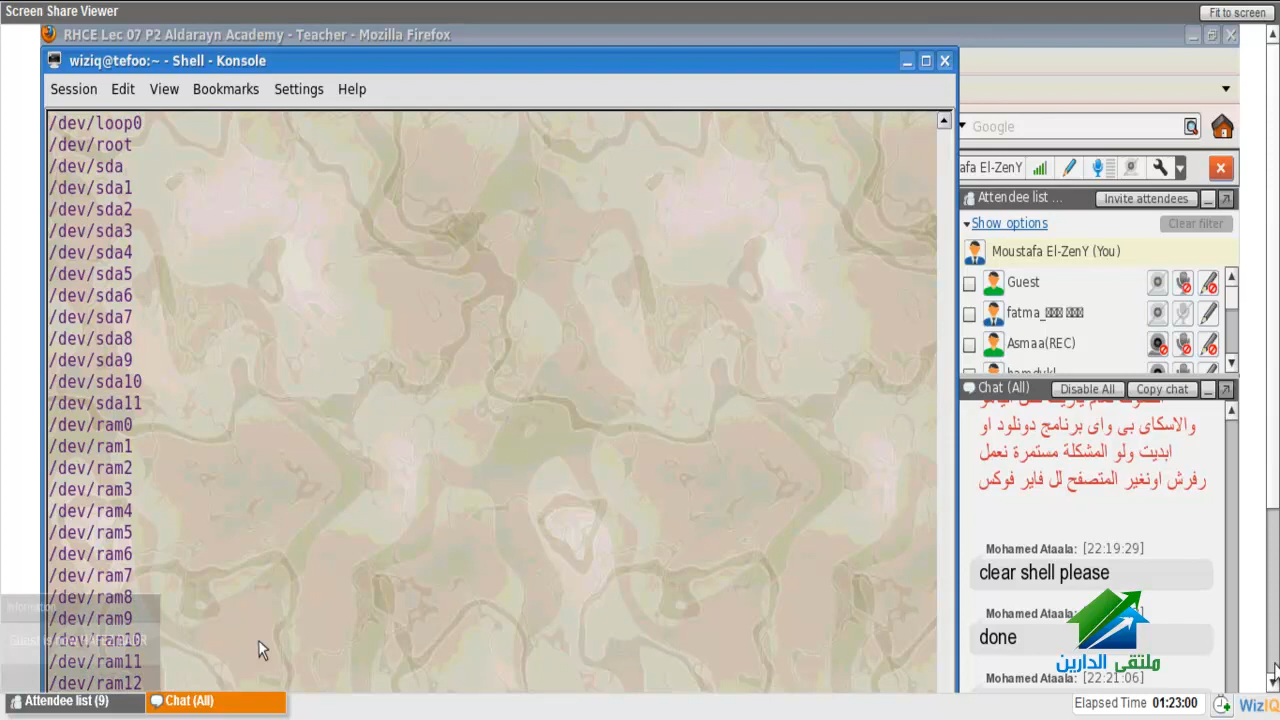 Screen Share Viewer
Fit to screen
RHCE Lec 07 P2 Aldarayn Academy - Teacher - Mozilla Firefox
wiziq@tefoo:~ - Shell - Konsole
Session Edit View Bookmarks Settings Help
/dev/loop0
/dev/root
/dev/sda
/dev/sda1
/dev/sda2
/dev/sda3
/dev/sda4
/dev/sda5
/dev/sda6
/dev/sda7
/dev/sda8
/dev/sda9
/dev/sda10
/dev/sda11
/dev/ram0
/dev/ram1
/dev/ram2
/dev/ram3
/dev/ram4
/dev/ram5
/dev/ram6
/dev/ram7
/dev/ram8
/dev/ram9
/dev/ram10
/dev/ram11
/dev/ram12
Information
Google
afa El-ZenY
Attendee list ...
Invite attendees
Show options
Clear filter
Moustafa El-ZenY (You)
Guest
fatma_
Asmaa(REC)
Chat (All)
Disable All
Copy chat
والاسكاى بى واى برنامج دونلود او
ابديت ولو المشكلة مستمرة نعمل
رفرش اونغير المتصفح لل فاير فوكس
Mohamed Ataala: [22:19:29]
clear shell please
Mohamed Ataala:
done
Mohamed Ataala: [22:21:06]
ملتقى الدارين
Attendee list (9)
Chat (All)
Elapsed Time 01:23:00
WizIQ